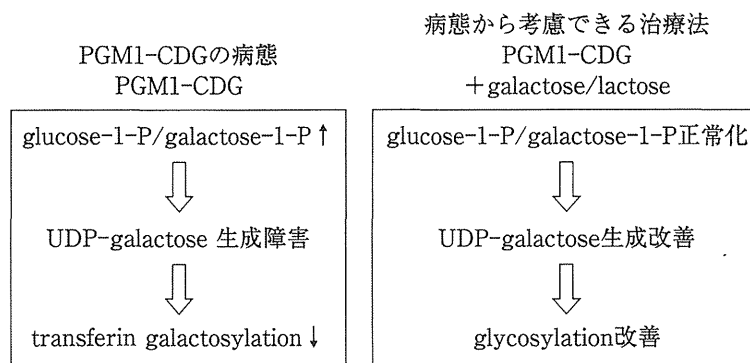 PGM1-CDGの病態
PGM1-CDG
glucose-1-P/galactose-1-P↑
UDP-galactose 生成障害
transferin galactosylation↓
病態から考慮できる治療法
PGM1-CDG
+galactose/lactose
glucose-1-P/galactose-1-P正常化
UDP-galactose生成改善
glycosylation改善